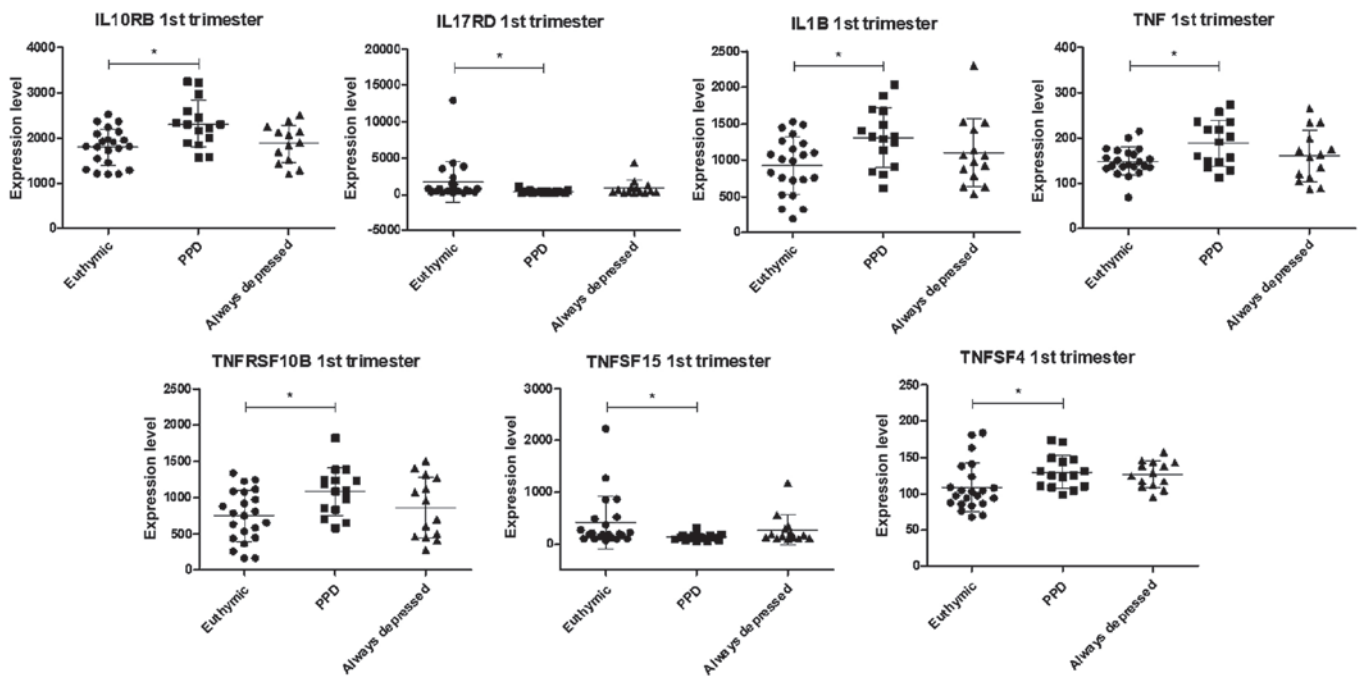 IL10RB 1st trimester
Expression level
4000
3000
2000
1000
0
*
Euthymic
PPD
Always depressed
IL17RD 1st trimester
Expression level
20000
15000
10000
5000
0
-5000
*
Euthymic
PPD
Always depressed
IL1B 1st trimester
Expression level
2500
2000
1500
1000
500
0
*
Euthymic
PPD
Always depressed
TNF 1st trimester
Expression level
400
300
200
100
0
*
Euthymic
PPD
Always depressed
TNFRSF10B 1st trimester
Expression level
2500
2000
1500
1000
500
0
*
Euthymic
PPD
Always depressed
TNFSF15 1st trimester
Expression level
3000
2000
1000
0
*
Euthymic
PPD
Always depressed
TNFSF4 1st trimester
Expression level
250
200
150
100
50
0
*
Euthymic
PPD
Always depressed